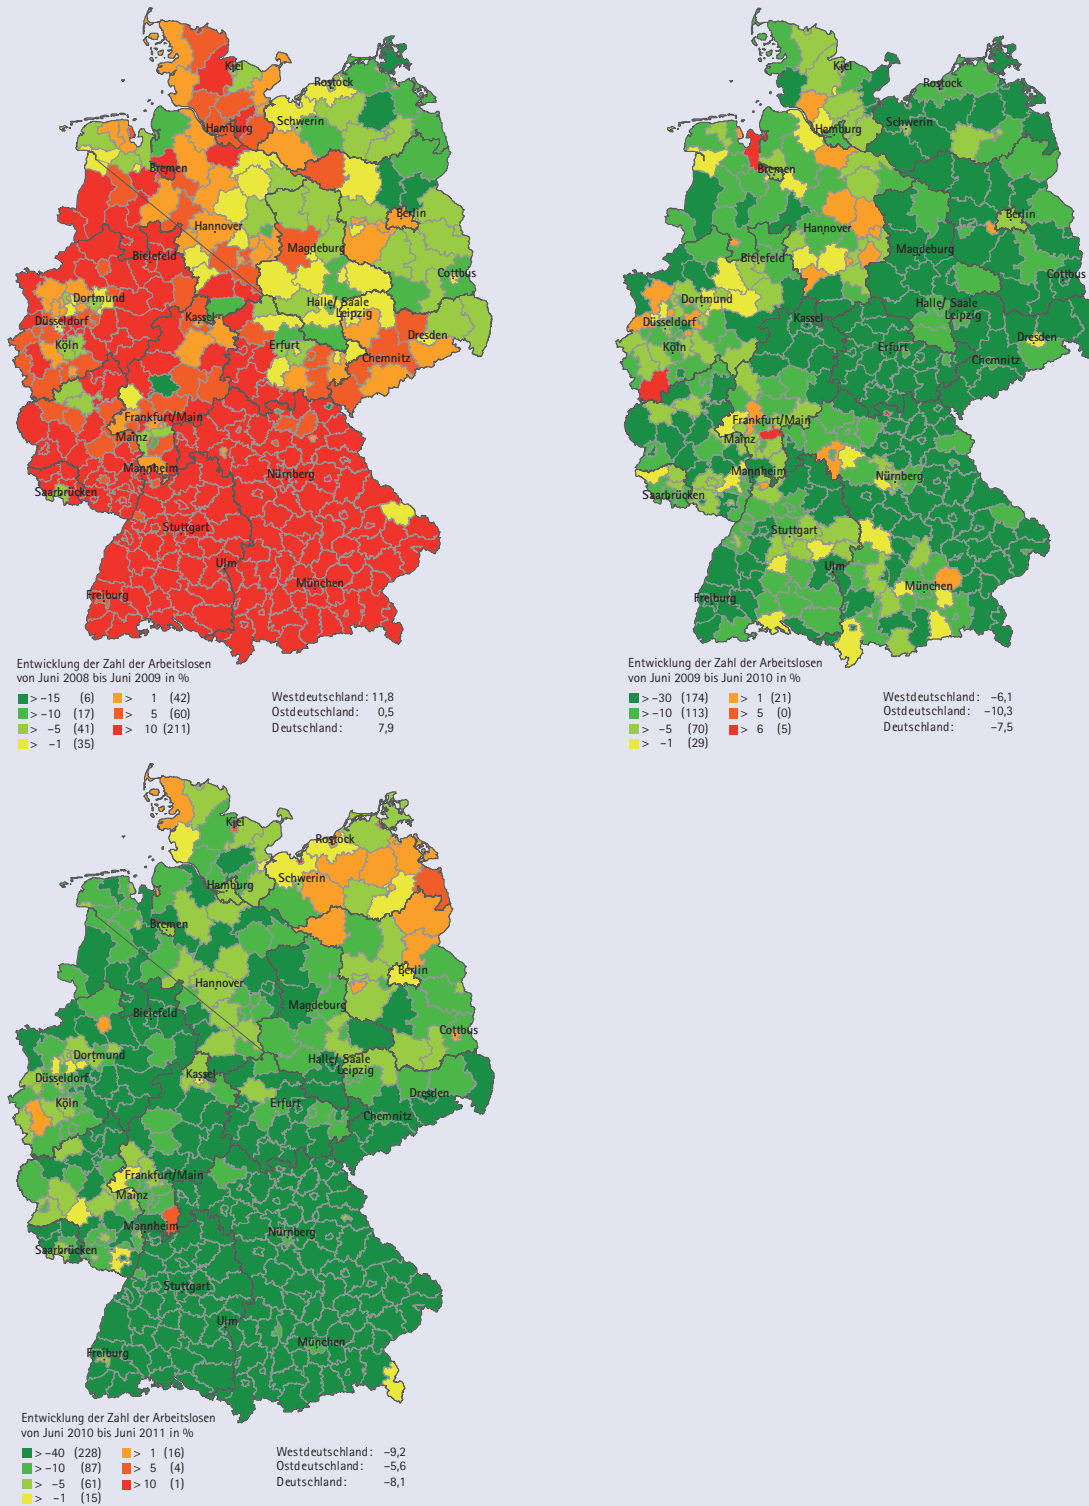 Kiel
Rostock
Schwerin
Hamburg
Bremen
Berlin
Hannover
Magdeburg
Bielefeld
Cottbus
Dortmund
Halle/ Saale
Leipzig
Kassel
Düsseldorf
Dresden
Köln
Erfurt
Chemnitz
Frankfurt/Main
Mainz
Mannheim
Nürnberg
Saarbrücken
Stuttgart
Ulm
München
Freiburg
Entwicklung der Zahl der Arbeitslosen
von Juni 2008 bis Juni 2009 in %
> −15 (6) > 1 (42)
> −10 (17) > 5 (60)
> −5 (41) > 10 (211)
> −1 (35)
Westdeutschland: 11,8
Ostdeutschland: 0,5
Deutschland: 7,9
Kiel
Rostock
Schwerin
Hamburg
Bremen
Berlin
Hannover
Magdeburg
Bielefeld
Cottbus
Dortmund
Halle/ Saale
Leipzig
Kassel
Düsseldorf
Dresden
Köln
Erfurt
Chemnitz
Frankfurt/Main
Mainz
Mannheim
Nürnberg
Saarbrücken
Stuttgart
Ulm
München
Freiburg
Entwicklung der Zahl der Arbeitslosen
von Juni 2009 bis Juni 2010 in %
> −30 (174) > 1 (21)
> −10 (113) > 5 (0)
> −5 (70) > 6 (5)
> −1 (29)
Westdeutschland: −6,1
Ostdeutschland: −10,3
Deutschland: −7,5
Kiel
Rostock
Schwerin
Hamburg
Bremen
Berlin
Hannover
Magdeburg
Bielefeld
Cottbus
Dortmund
Halle/ Saale
Leipzig
Kassel
Düsseldorf
Dresden
Köln
Erfurt
Chemnitz
Frankfurt/Main
Mainz
Mannheim
Nürnberg
Saarbrücken
Stuttgart
Ulm
München
Freiburg
Entwicklung der Zahl der Arbeitslosen
von Juni 2010 bis Juni 2011 in %
> −40 (228) > 1 (16)
> −10 (87) > 5 (4)
> −5 (61) > 10 (1)
> −1 (15)
Westdeutschland: −9,2
Ostdeutschland: −5,6
Deutschland: −8,1